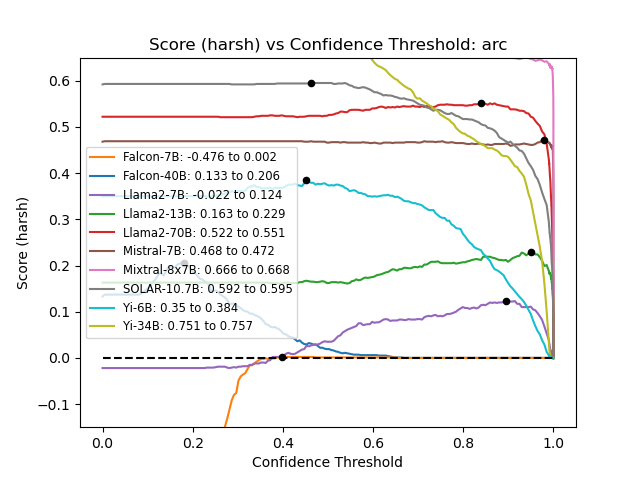 Score (harsh) vs Confidence Threshold: arc
Score (harsh)
0.6
0.5
0.4
0.3
0.2
0.1
0.0
−0.1
Falcon-7B: -0.476 to 0.002
Falcon-40B: 0.133 to 0.206
Llama2-7B: -0.022 to 0.124
Llama2-13B: 0.163 to 0.229
Llama2-70B: 0.522 to 0.551
Mistral-7B: 0.468 to 0.472
Mixtral-8x7B: 0.666 to 0.668
SOLAR-10.7B: 0.592 to 0.595
Yi-6B: 0.35 to 0.384
Yi-34B: 0.751 to 0.757
0.0 0.2 0.4 0.6 0.8 1.0
Confidence Threshold